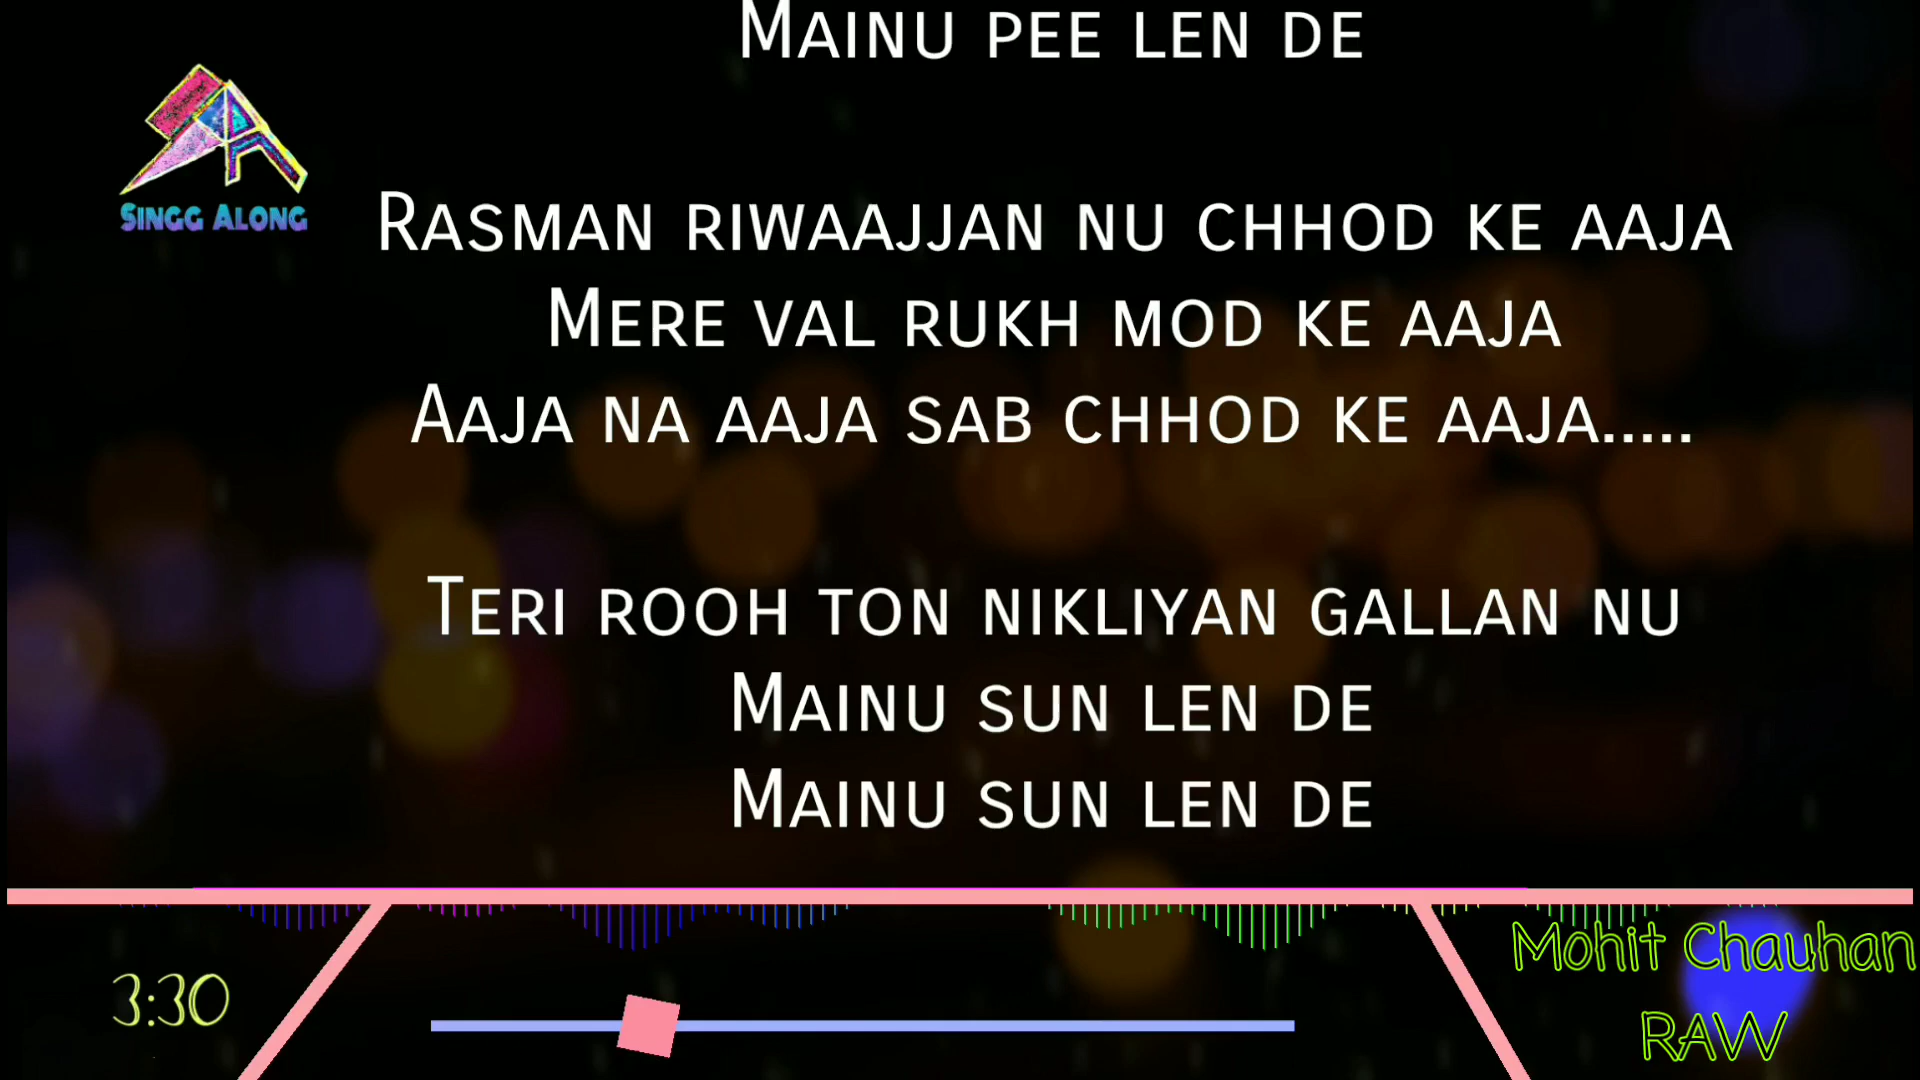 Mainu pee len de
Singg Along
Rasman riwaajjan nu chhod ke aaja
Mere val rukh mod ke aaja
Aaja na aaja sab chhod ke aaja.....
Teri rooh ton nikliyan gallan nu
Mainu sun len de
Mainu sun len de
3:30
Mohit Chauhan
RAW